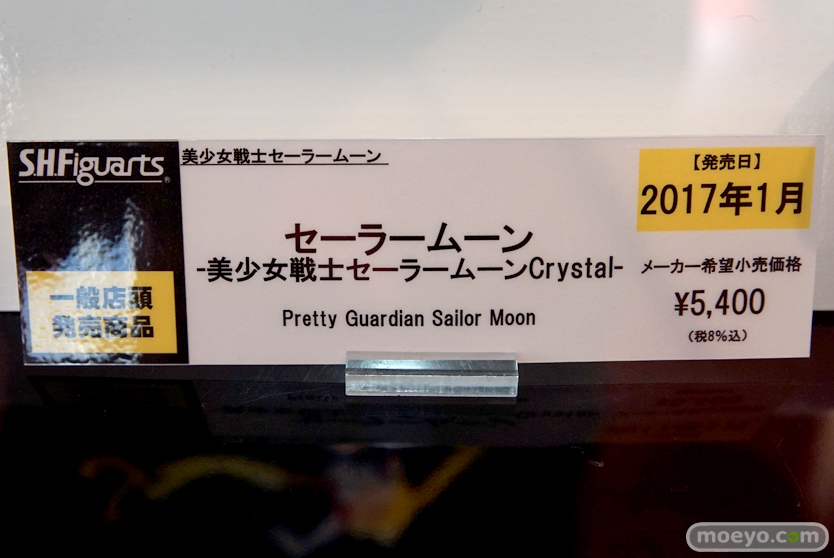 S.H.Figuarts
美少女戦士セーラームーン
一般店頭
発売商品
セーラームーン
-美少女戦士セーラームーンCrystal-
Pretty Guardian Sailor Moon
【発売日】
2017年1月
メーカー希望小売価格
¥5,400
(税8%込)
moeyo.com